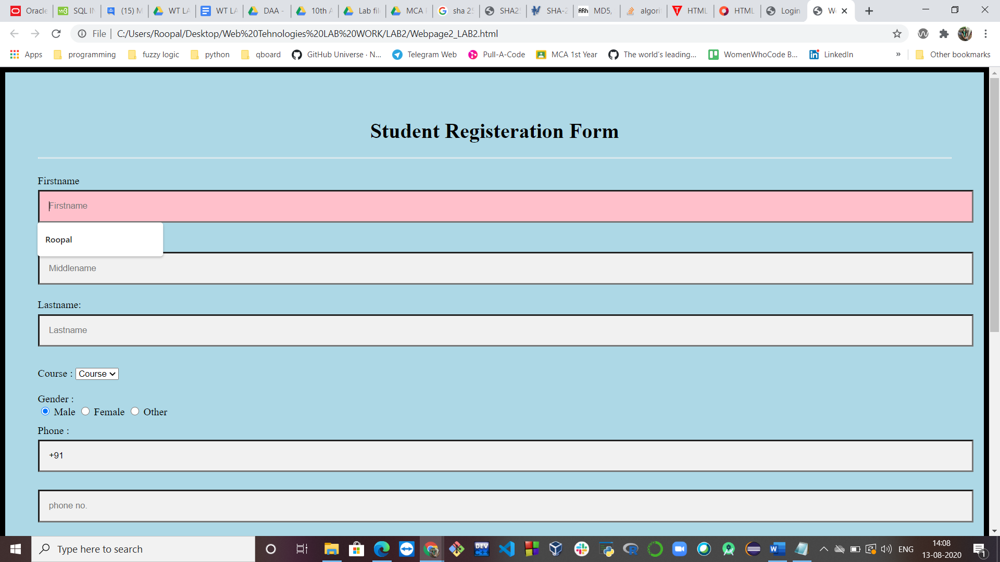 Oracle
SQL IN
(15) M
WT LA
WT LA
DAA -
10th A
Lab fil
MCA
sha 25
SHA2
SHA-2
MD5,
algori
HTML
HTML
Login
W
File
C:/Users/Roopal/Desktop/Web%20Tehnologies%20LAB%20WORK/LAB2/Webpage2_LAB2.html
Apps
programming
fuzzy logic
python
qboard
GitHub Universe · N...
Telegram Web
Pull-A-Code
MCA 1st Year
The world's leading...
WomenWhoCode B...
LinkedIn
»
Other bookmarks
Student Registeration Form
Firstname
Firstname
Roopal
Middlename
Lastname:
Lastname
Course : Course
Gender :
Male Female Other
Phone :
+91
phone no.
Type here to search
DEV
ENG
14:08
13-08-2020
1